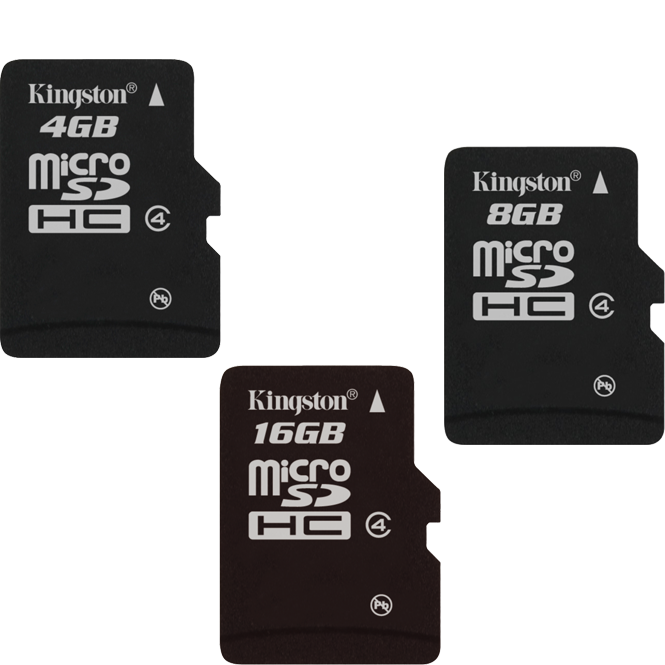 Kingston®
4GB
Micro
SD
HC 4
Pb
Kingston®
8GB
Micro
SD
HC 4
Pb
Kingston®
16GB
Micro
SD
HC 4
Pb